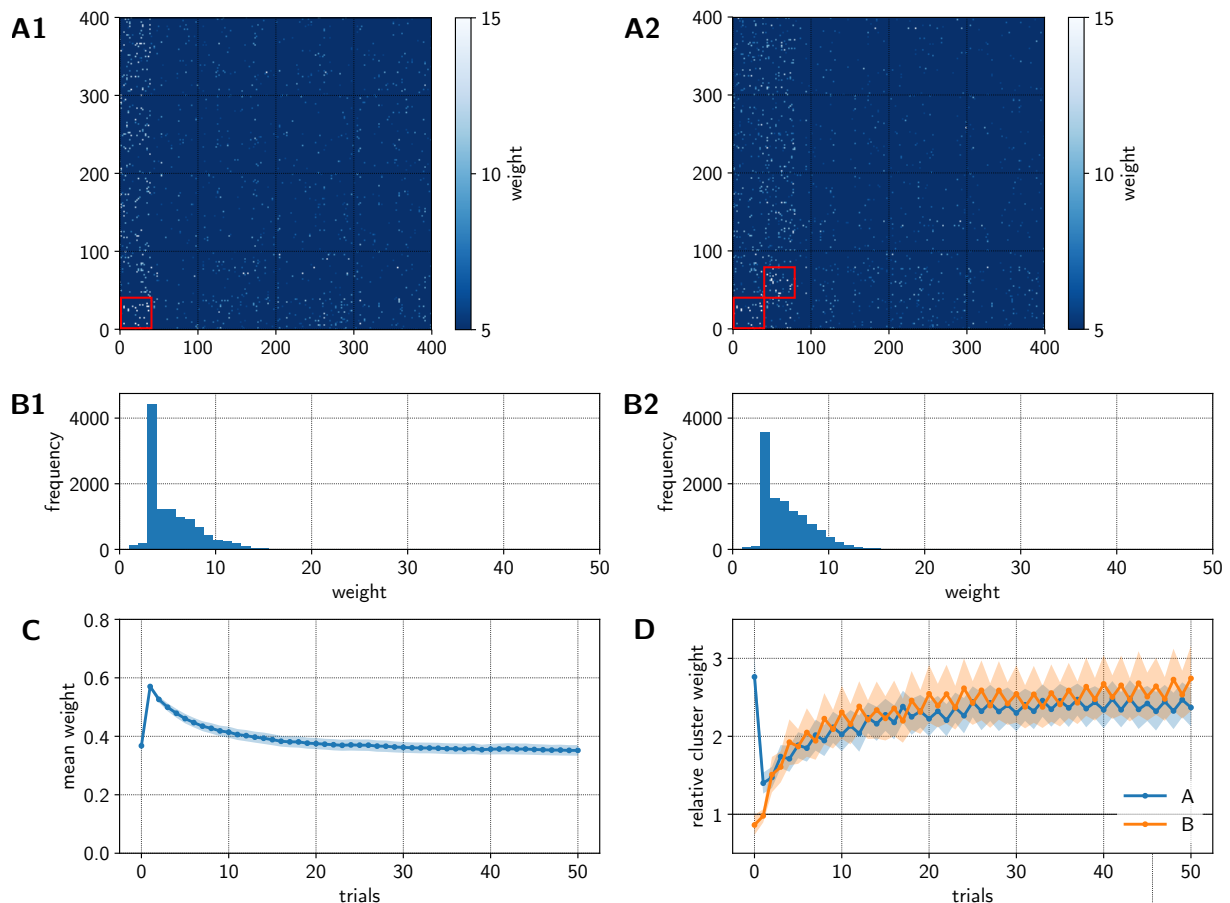 A1
400
300
200
100
0
0 100 200 300 400
15
10
5
weight
A2
400
300
200
100
0
0 100 200 300 400
15
10
5
weight
B1
frequency
4000
2000
0
0 10 20 30 40 50
weight
B2
frequency
4000
2000
0
0 10 20 30 40 50
weight
C
mean weight
0.8
0.6
0.4
0.2
0.0
0 10 20 30 40 50
trials
D
relative cluster weight
3
2
1
A
B
0 10 20 30 40 50
trials